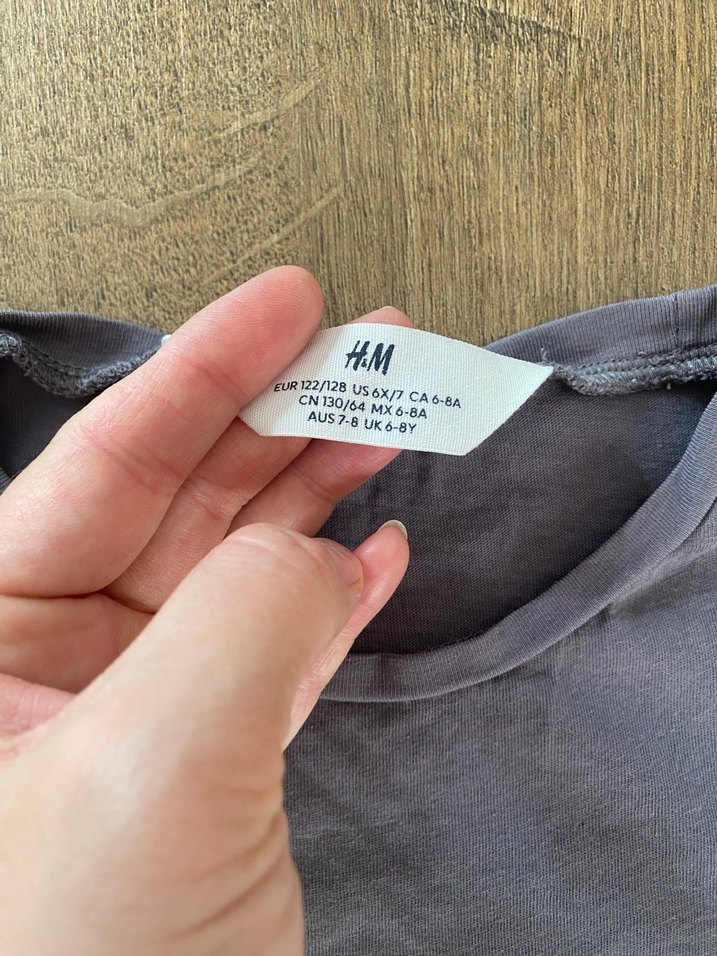 H&M
EUR 122/128 US 6X/7 CA 6-8A
CN 130/64 MX 6-8A
AUS 7-8 UK 6-8Y